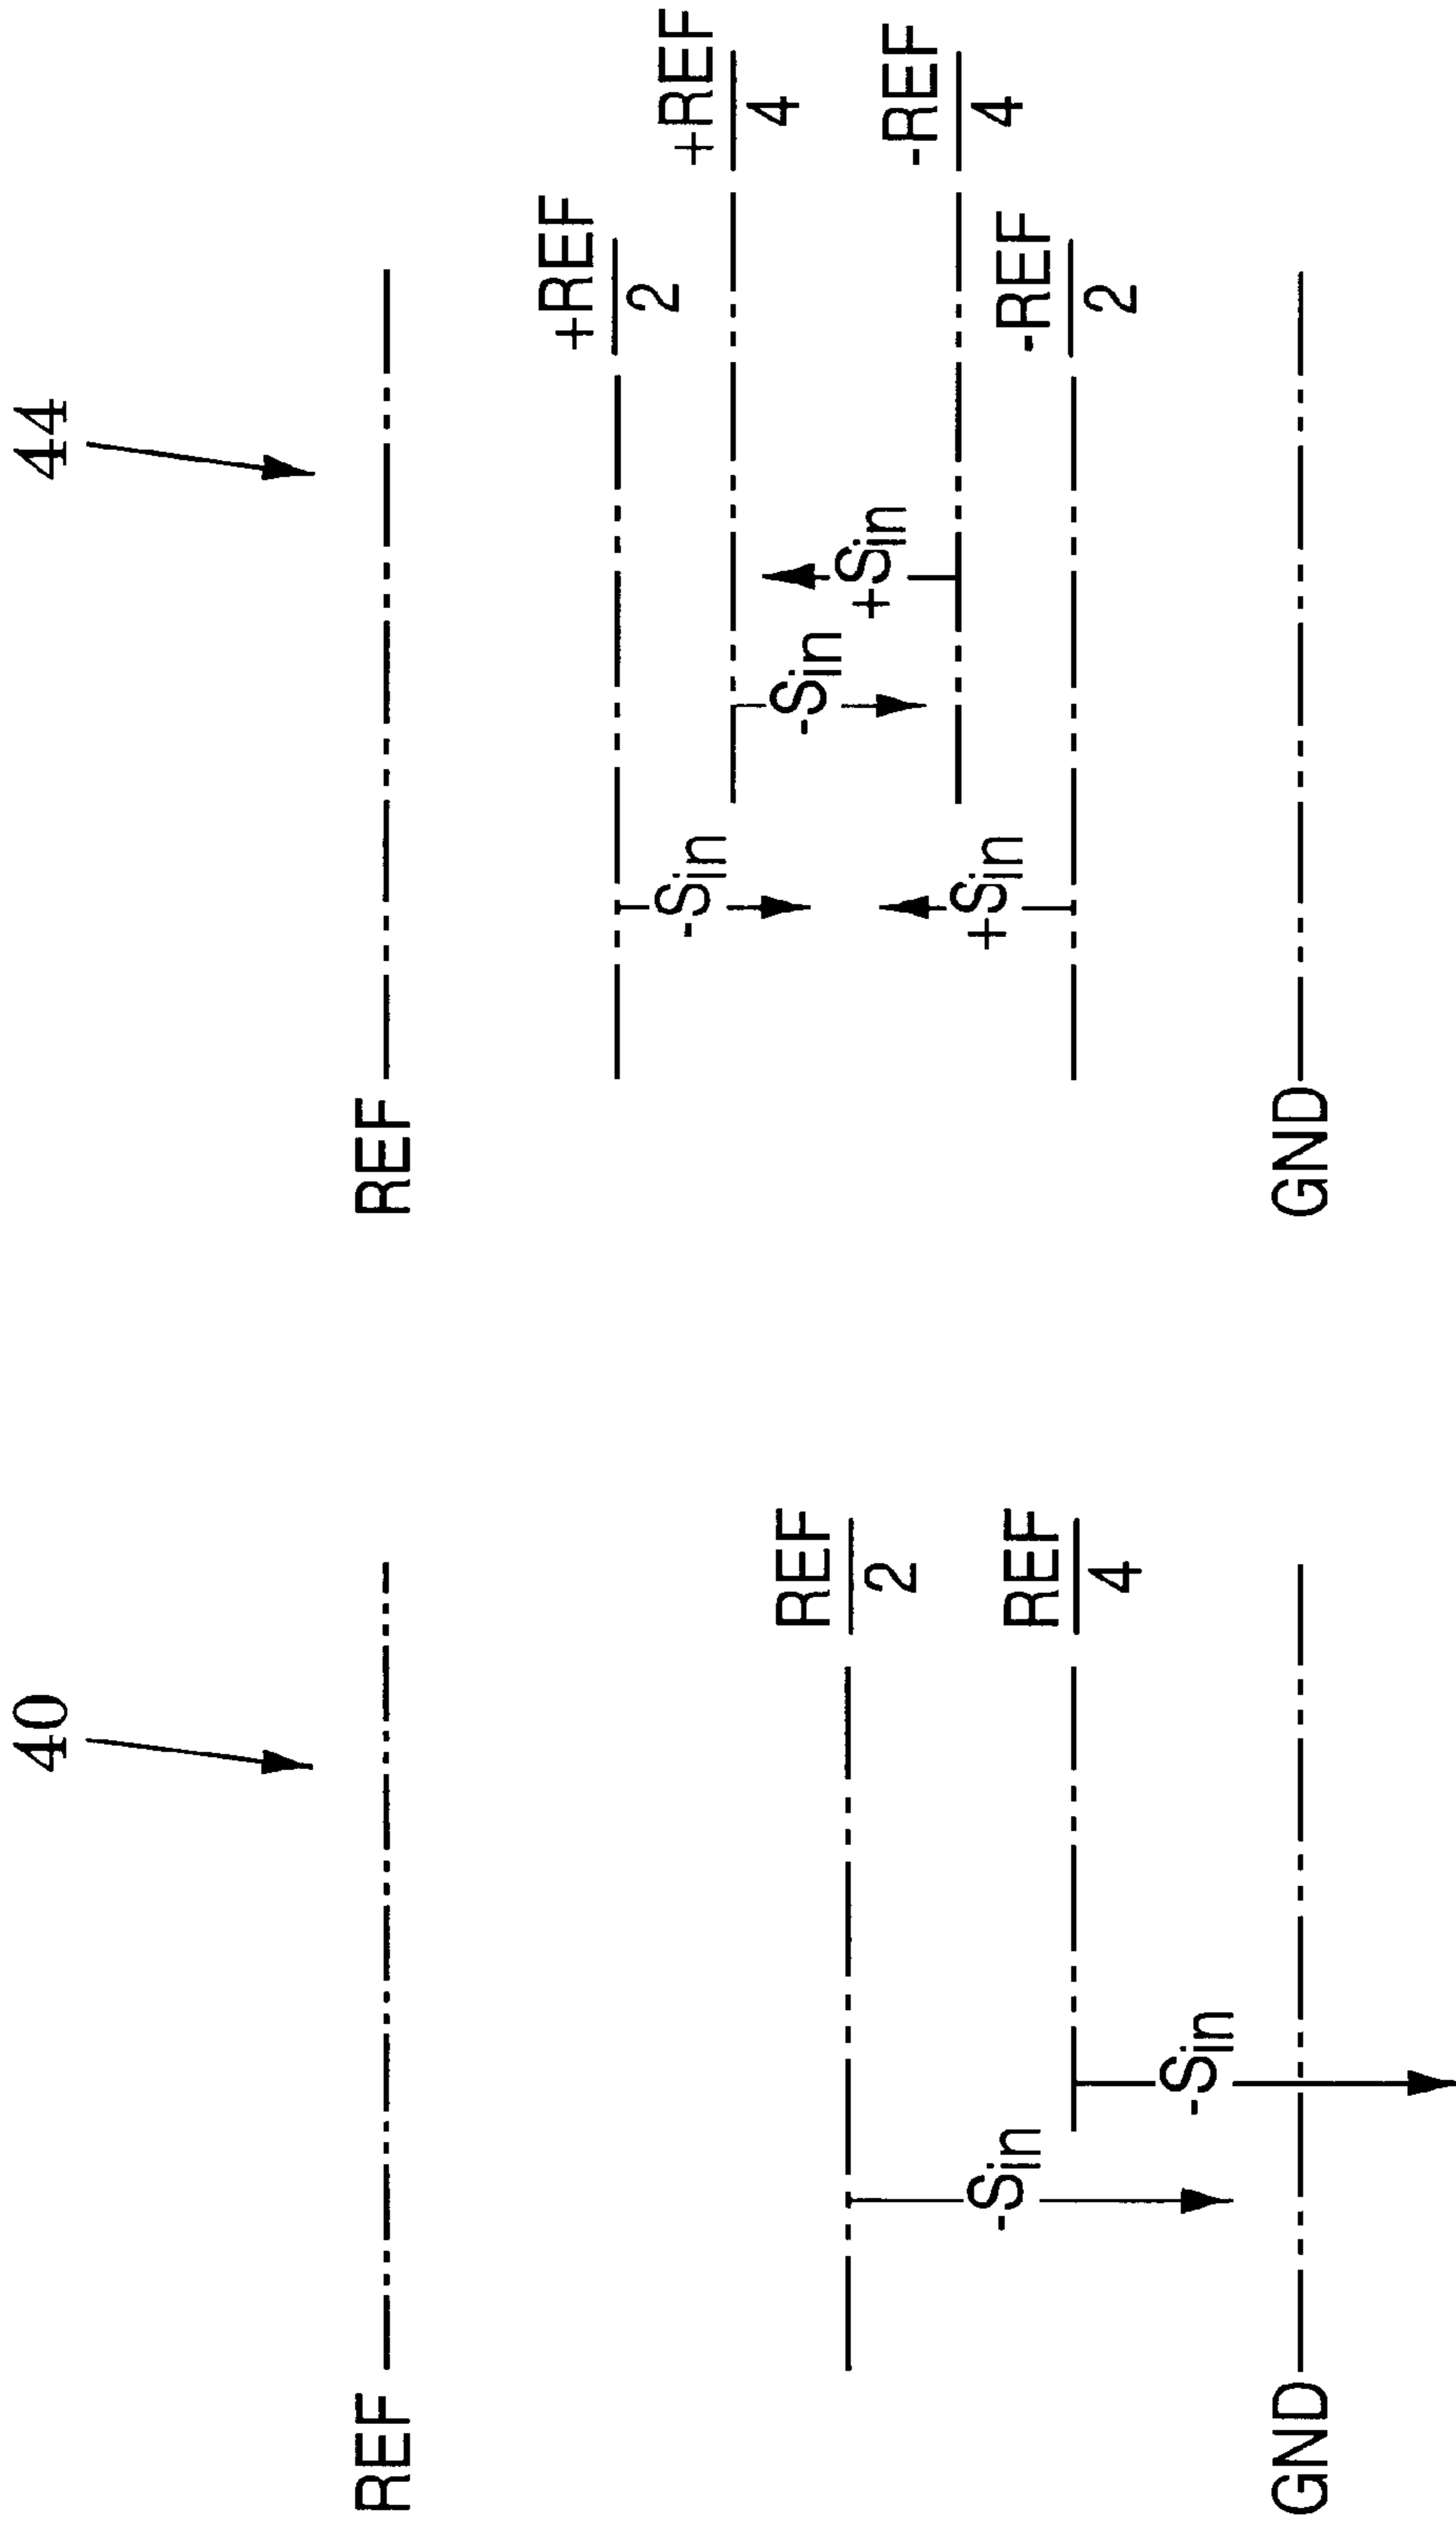 40
REF
REF
2
-Sin
REF
4
-Sin
GND
44
REF
+REF
2
-Sin
+REF
4
-Sin
+Sin
-REF
4
+Sin
-REF
2
GND